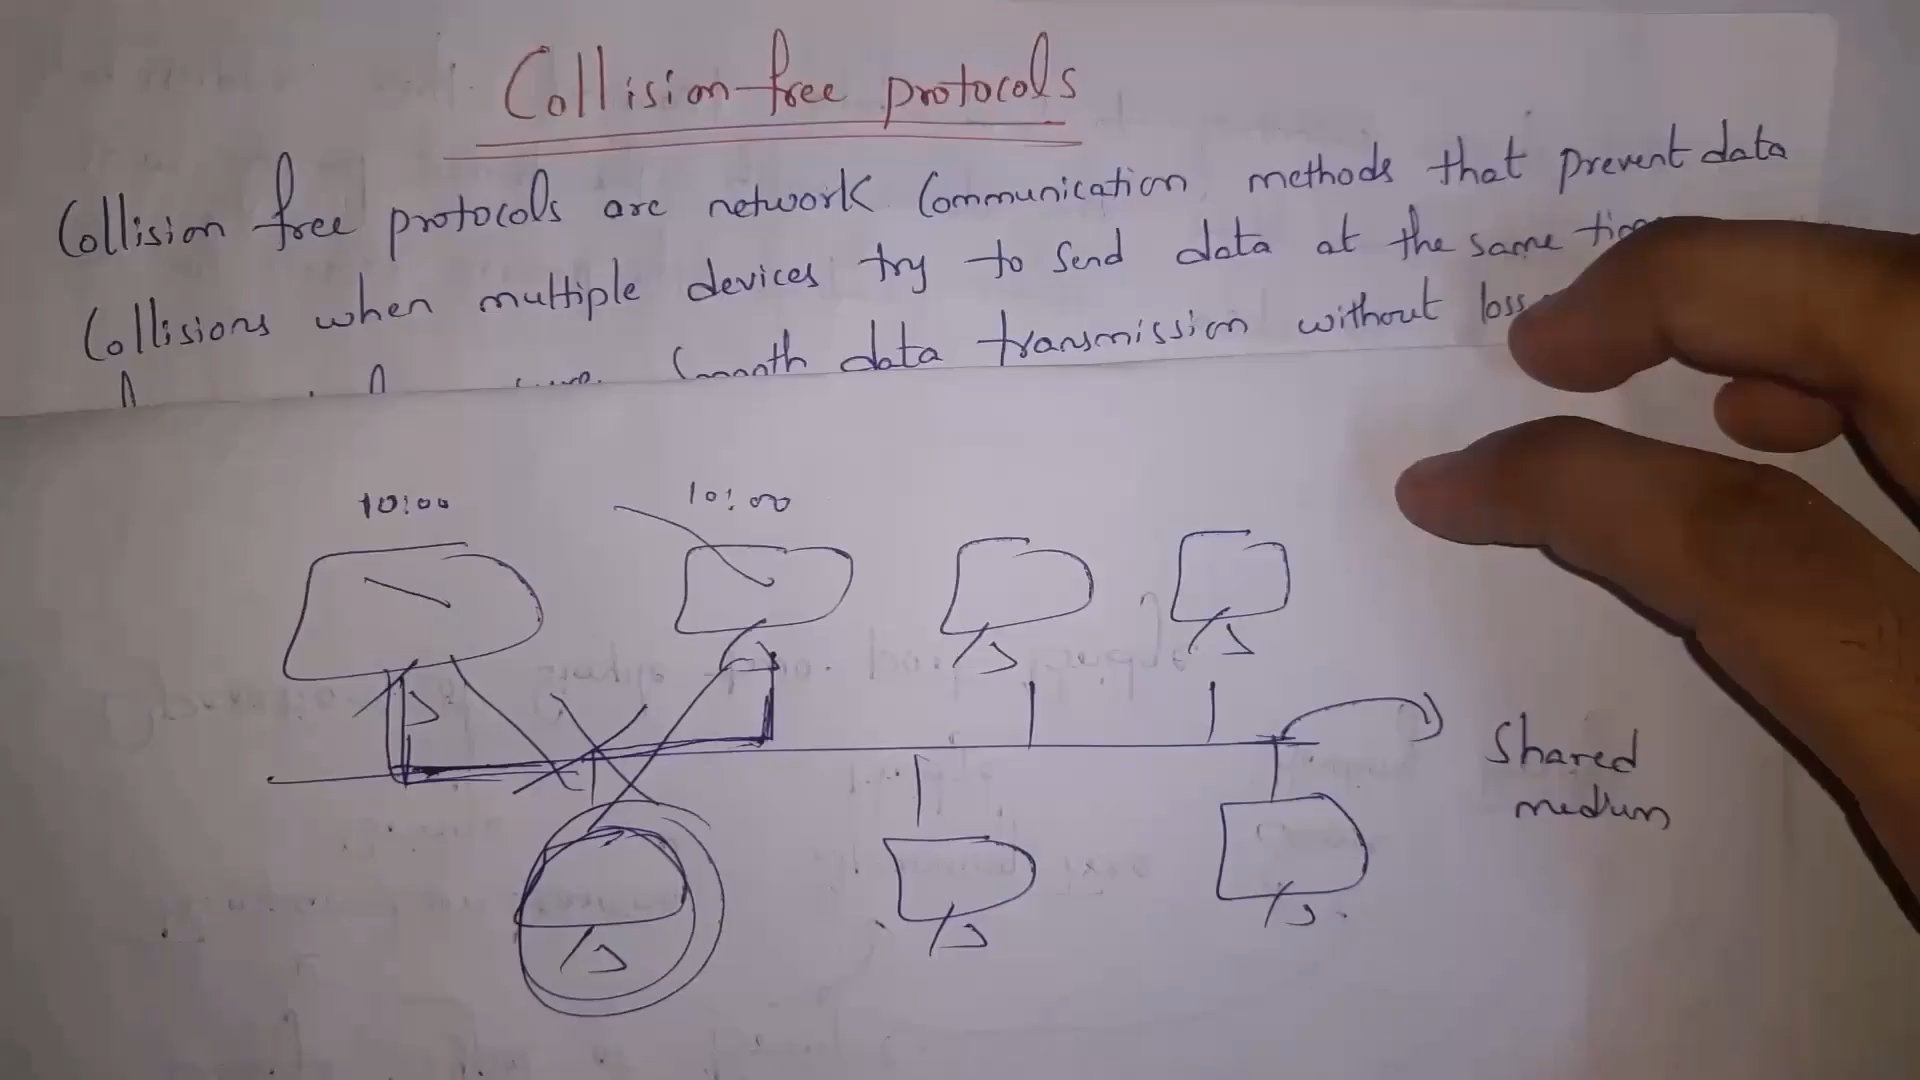 Collision-free protocols
Collision free protocols are network Communication methods that prevent data
Collisions when multiple devices try to send data at the same
smooth data transmission without loss
10:00
10:00
Shared
medium